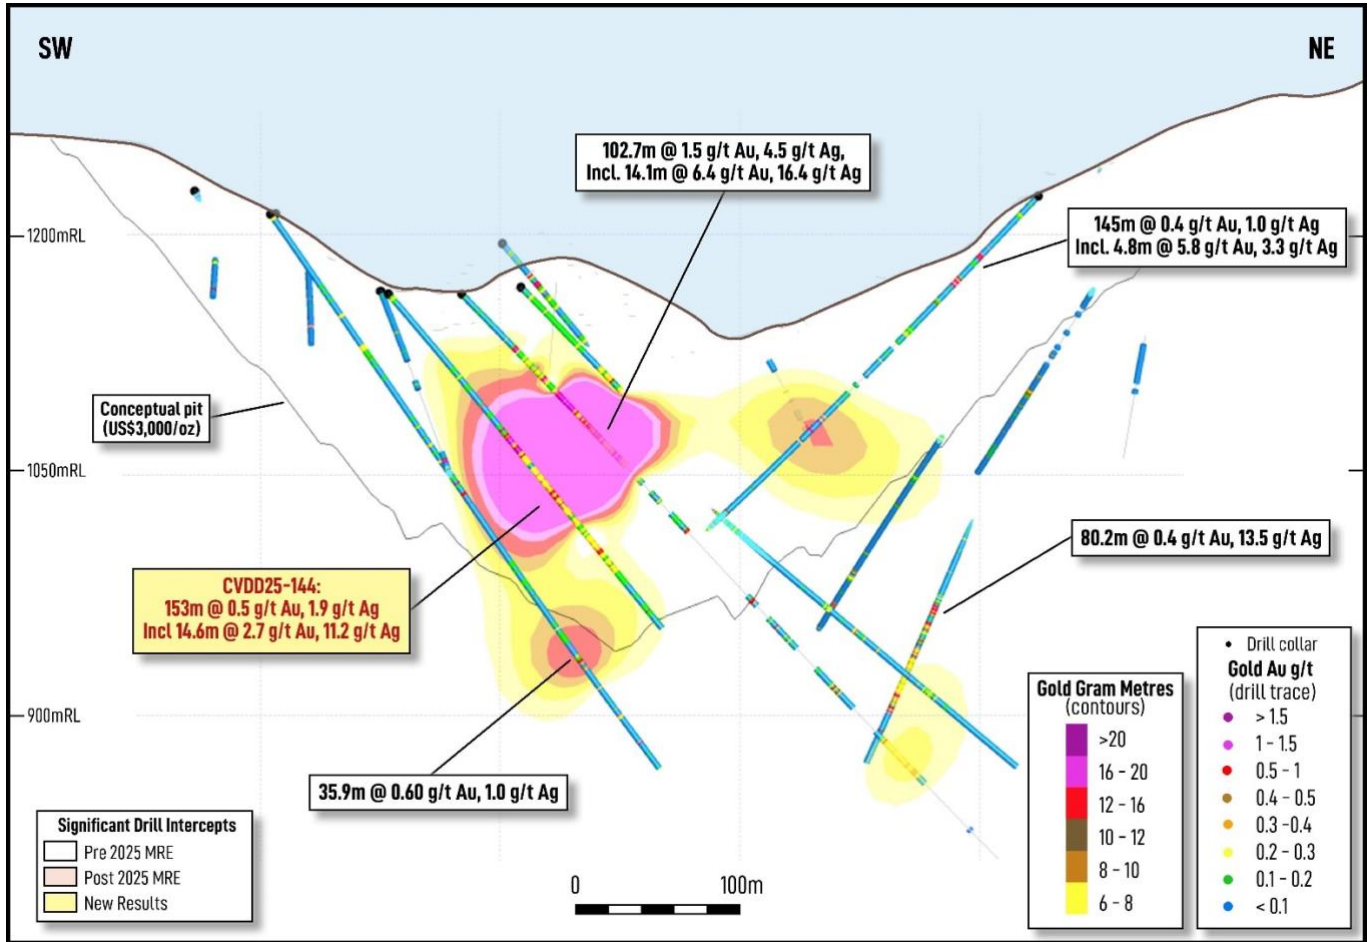 SW
NE
102.7m @ 1.5 g/t Au, 4.5 g/t Ag,
Incl. 14.1m @ 6.4 g/t Au, 16.4 g/t Ag
145m @ 0.4 g/t Au, 1.0 g/t Ag
Incl. 4.8m @ 5.8 g/t Au, 3.3 g/t Ag
1200mRL
Conceptual pit
(US$3,000/oz)
1050mRL
80.2m @ 0.4 g/t Au, 13.5 g/t Ag
CVDD25-144:
153m @ 0.5 g/t Au, 1.9 g/t Ag
Incl 14.6m @ 2.7 g/t Au, 11.2 g/t Ag
900mRL
35.9m @ 0.60 g/t Au, 1.0 g/t Ag
Significant Drill Intercepts
Pre 2025 MRE
Post 2025 MRE
New Results
0 100m
Gold Gram Metres
(contours)
>20
16 - 20
12 - 16
10 - 12
8 - 10
6 - 8
Drill collar
Gold Au g/t
(drill trace)
> 1.5
1 - 1.5
0.5 - 1
0.4 - 0.5
0.3 -0.4
0.2 - 0.3
0.1 - 0.2
< 0.1